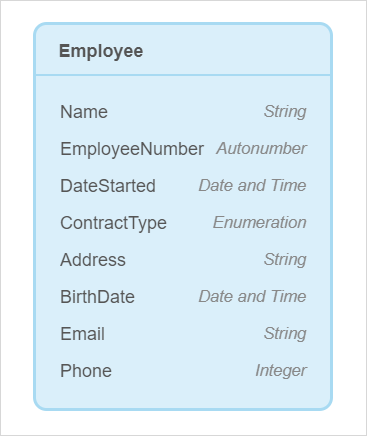 Employee
Name String
EmployeeNumber Autonumber
DateStarted Date and Time
ContractType Enumeration
Address String
BirthDate Date and Time
Email String
Phone Integer